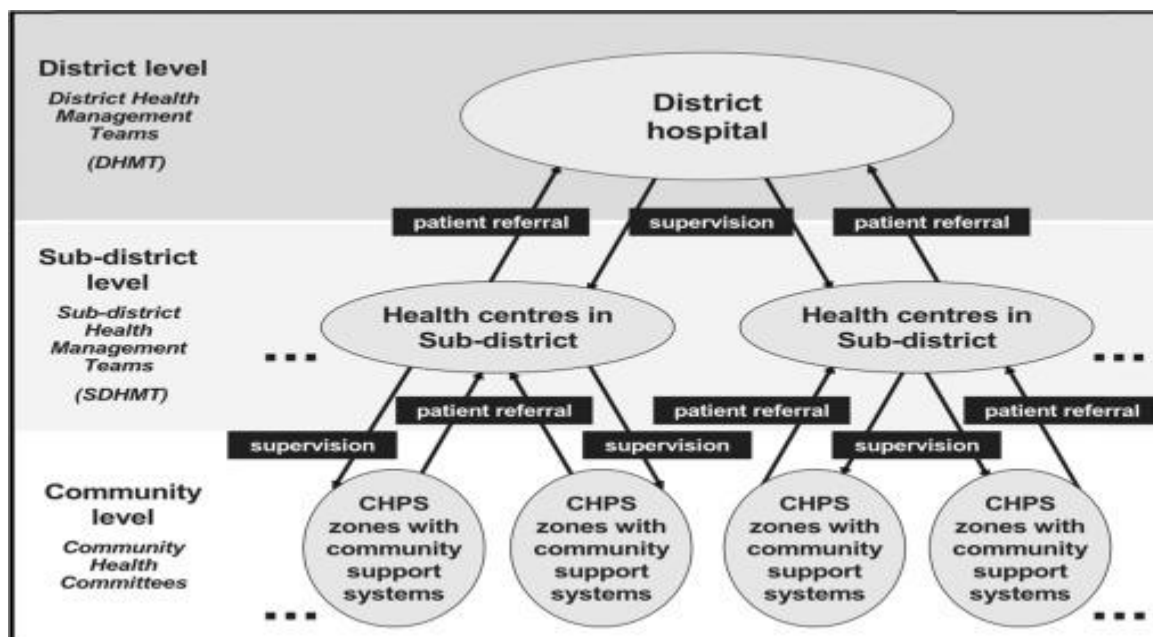 District level
District Health
Management
Teams
(DHMT)
District
hospital
patient referral
supervision
patient referral
Sub-district
level
Sub-district
Health
Management
Teams
(SDHMT)
Health centres in
Sub-district
Health centres in
Sub-district
patient referral
patient referral
patient referral
supervision
supervision
supervision
Community
level
Community
Health
Committees
CHPS
zones with
community
support
systems
CHPS
zones with
community
support
systems
CHPS
zones with
community
support
systems
CHPS
zones with
community
support
systems